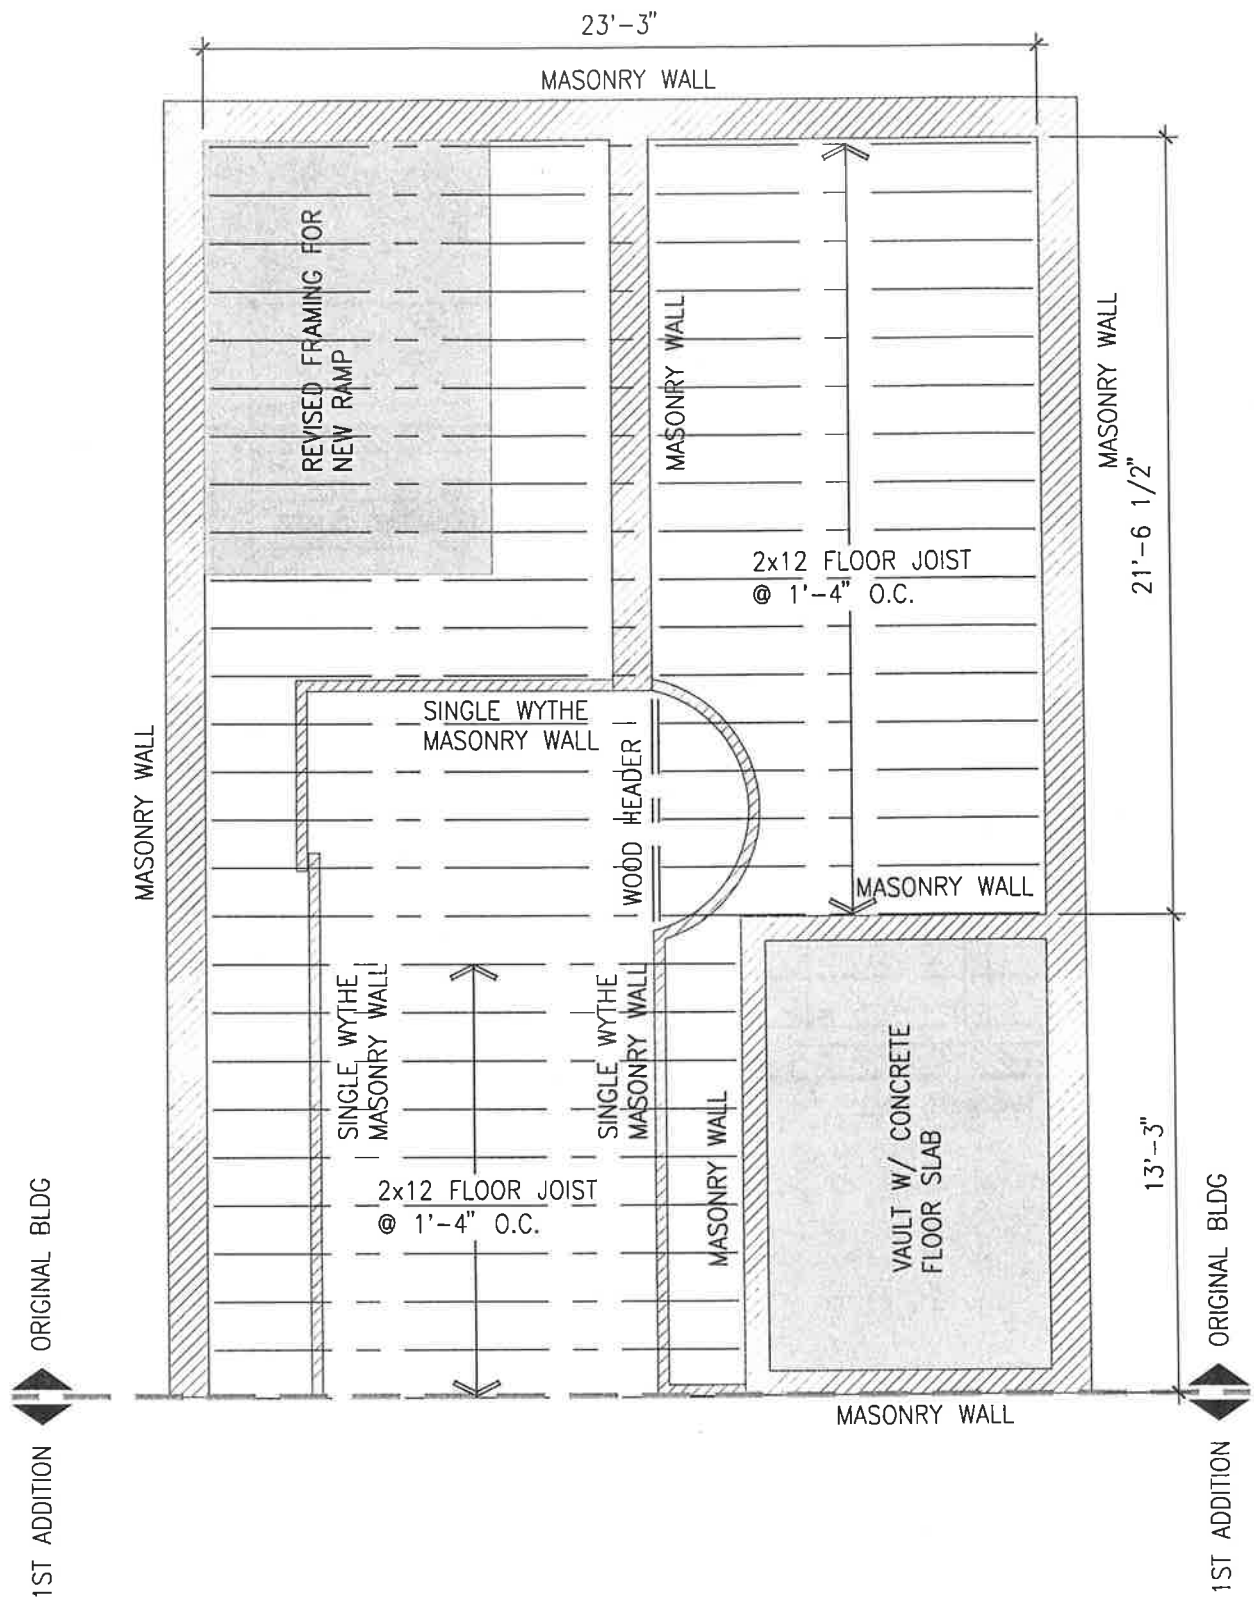 23'-3"
MASONRY WALL
REVISED FRAMING FOR
NEW RAMP
MASONRY WALL
MASONRY WALL
21'-6 1/2"
2x12 FLOOR JOIST
@ 1'-4" O.C.
SINGLE WYTHE
MASONRY WALL
WOOD HEADER
MASONRY WALL
MASONRY WALL
SINGLE WYTHE
MASONRY WALL
SINGLE WYTHE
MASONRY WALL
MASONRY WALL
VAULT W/ CONCRETE
FLOOR SLAB
13'-3"
2x12 FLOOR JOIST
@ 1'-4" O.C.
ORIGINAL BLDG
ORIGINAL BLDG
MASONRY WALL
1ST ADDITION
1ST ADDITION